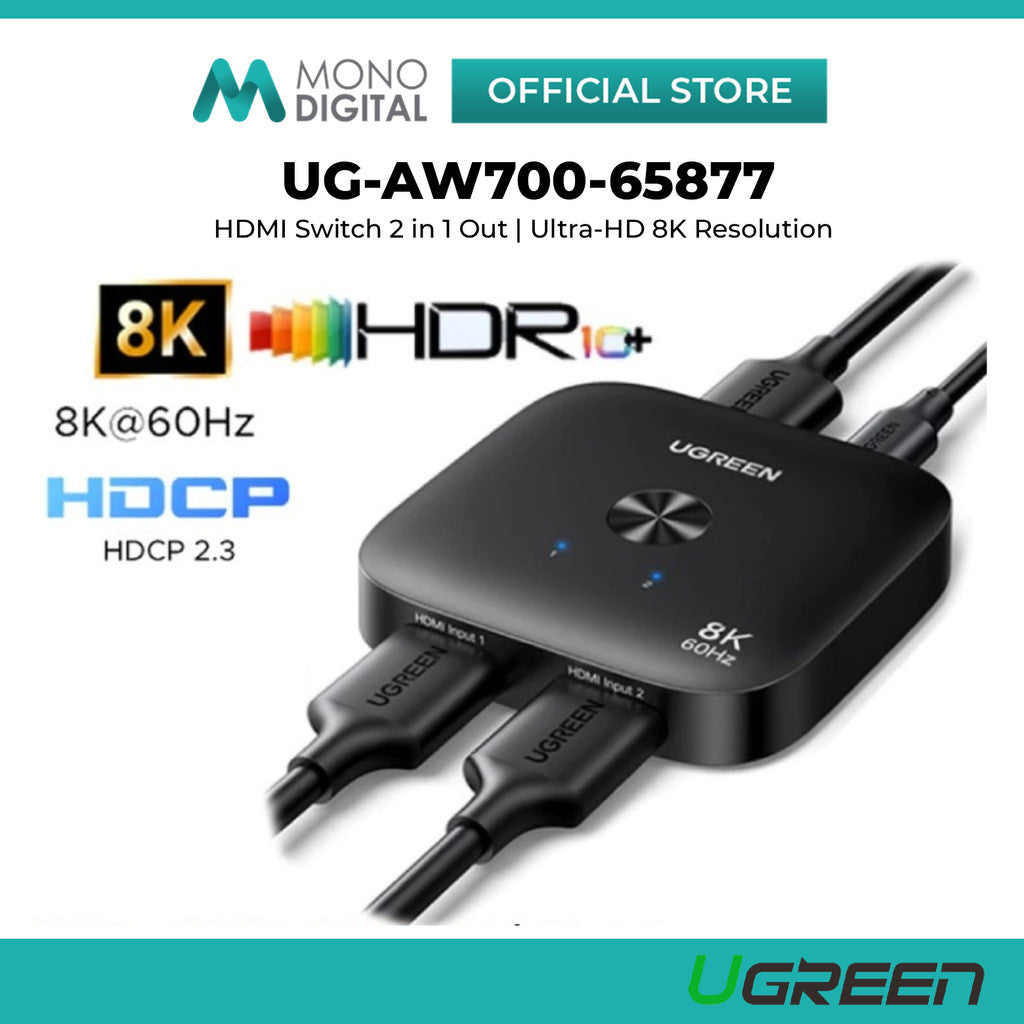 MONO
DIGITAL
OFFICIAL STORE
UG-AW700-65877
HDMI Switch 2 in 1 Out | Ultra-HD 8K Resolution
8K
HDR10+
8K@60Hz
HDCP
HDCP 2.3
UGREEN
UGREEN
UGREEN
1
2
8K
60Hz
HDMI Input 1
HDMI Input 2
UGREEN
UGREEN
UGREEN